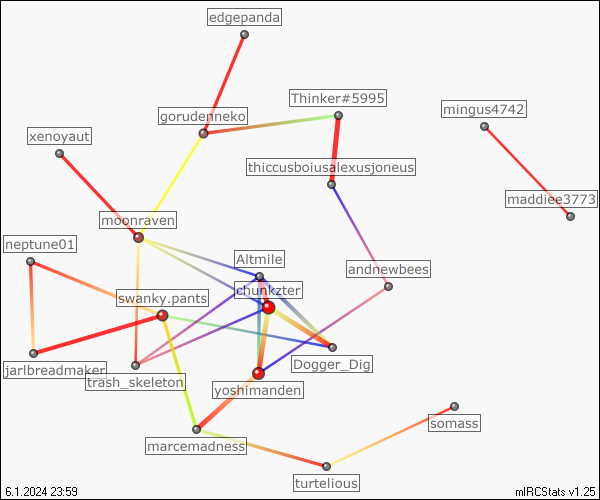 edgepanda
Thinker#5995
mingus4742
gorudenneko
xenoyaut
thiccusboiusalexusjoneus
maddiee3773
moonraven
neptune01
Altmile
andnewbees
chunkzter
swanky.pants
jarlbreadmaker
Dogger_Dig
trash_skeleton
yoshimanden
somass
marcemadness
turtelious
6.1.2024 23:59
mIRCStats v1.25